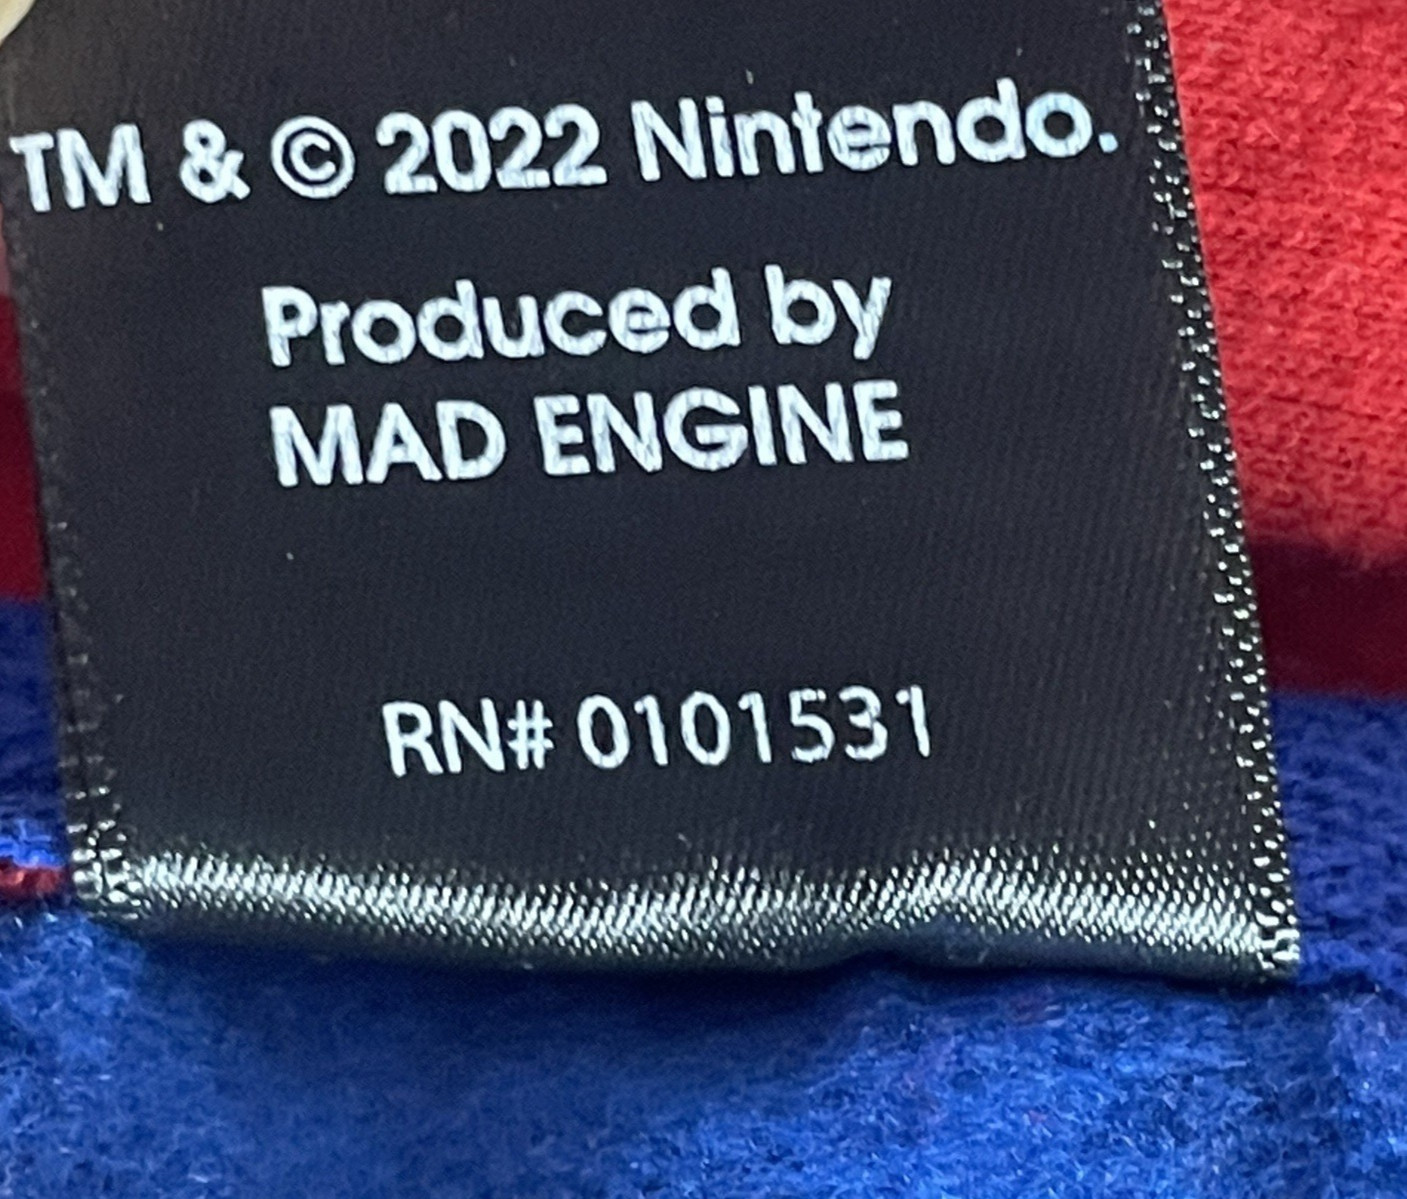 TM & © 2022 Nintendo.
Produced by
MAD ENGINE
RN# 0101531